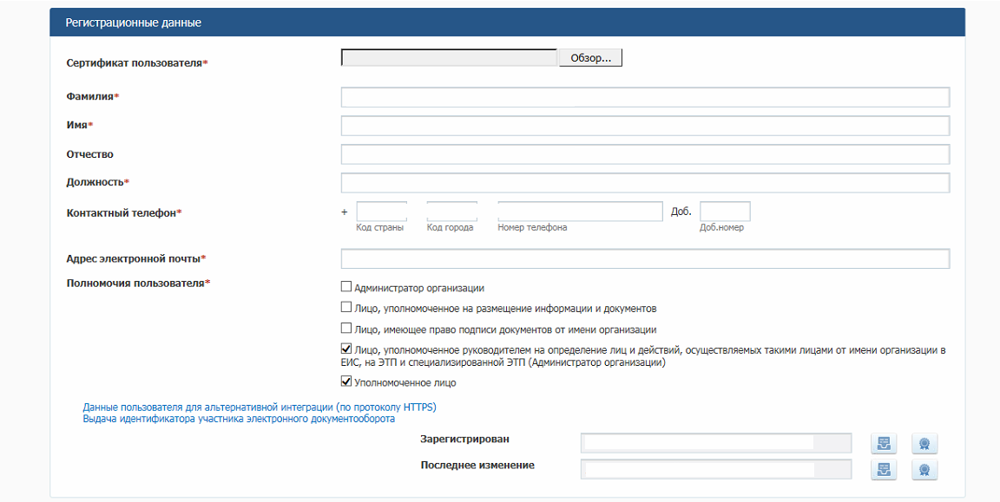 Регистрационные данные
Сертификат пользователя*
Обзор...
Фамилия*
Имя*
Отчество
Должность*
Контактный телефон* + Доб.
Код страны Код города Номер телефона Доб.номер
Адрес электронной почты*
Полномочия пользователя*
Администратор организации
Лицо, уполномоченное на размещение информации и документов
Лицо, имеющее право подписи документов от имени организации
Лицо, уполномоченное руководителем на определение лиц и действий, осуществляемых такими лицами от имени организации в
ЕИС, на ЭТП и специализированной ЭТП (Администратор организации)
Уполномоченное лицо
Данные пользователя для альтернативной интеграции (по протоколу HTTPS)
Выдача идентификатора участника электронного документооборота
Зарегистрирован
Последнее изменение